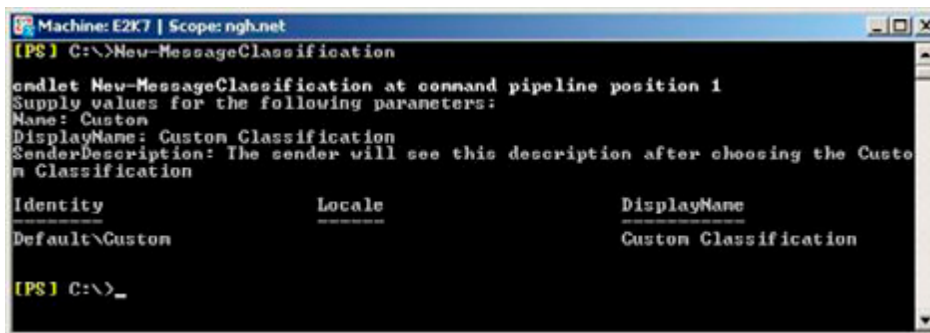 Machine: E2K7 | Scope: ngh.net
[PS] C:\>New-MessageClassification
cmdlet New-MessageClassification at command pipeline position 1
Supply values for the following parameters:
Name: Custom
DisplayName: Custom Classification
SenderDescription: The sender will see this description after choosing the Custo
m Classification
Identity Locale DisplayName
-------- ------ -----------
Default\Custom Custom Classification
[PS] C:\>_